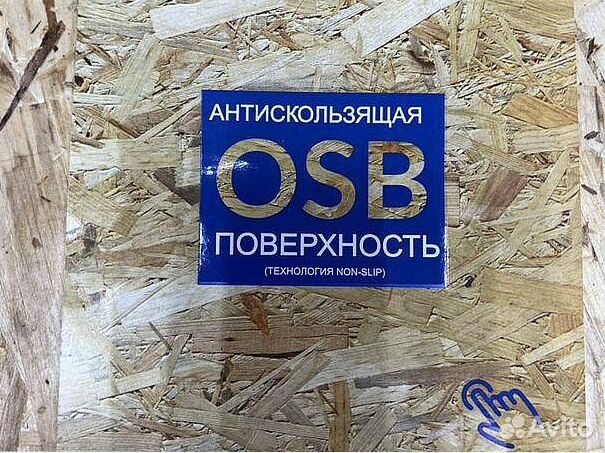 АНТИСКОЛЬЗЯЩАЯ
OSB
ПОВЕРХНОСТЬ
(ТЕХНОЛОГИЯ NON-SLIP)
Avito